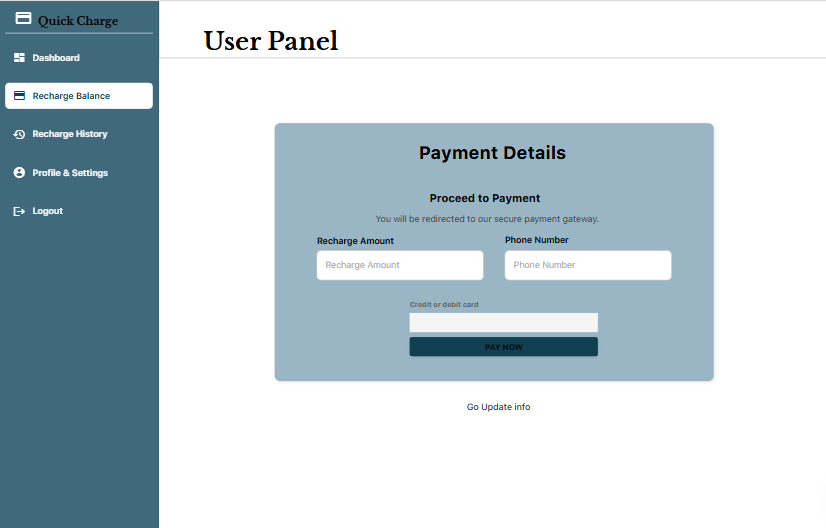 Quick Charge
User Panel
Dashboard
Recharge Balance
Recharge History
Profile & Settings
Logout
Payment Details
Proceed to Payment
You will be redirected to our secure payment gateway.
Recharge Amount
Phone Number
Recharge Amount
Phone Number
Credit or debit card
PAY NOW
Go Update info